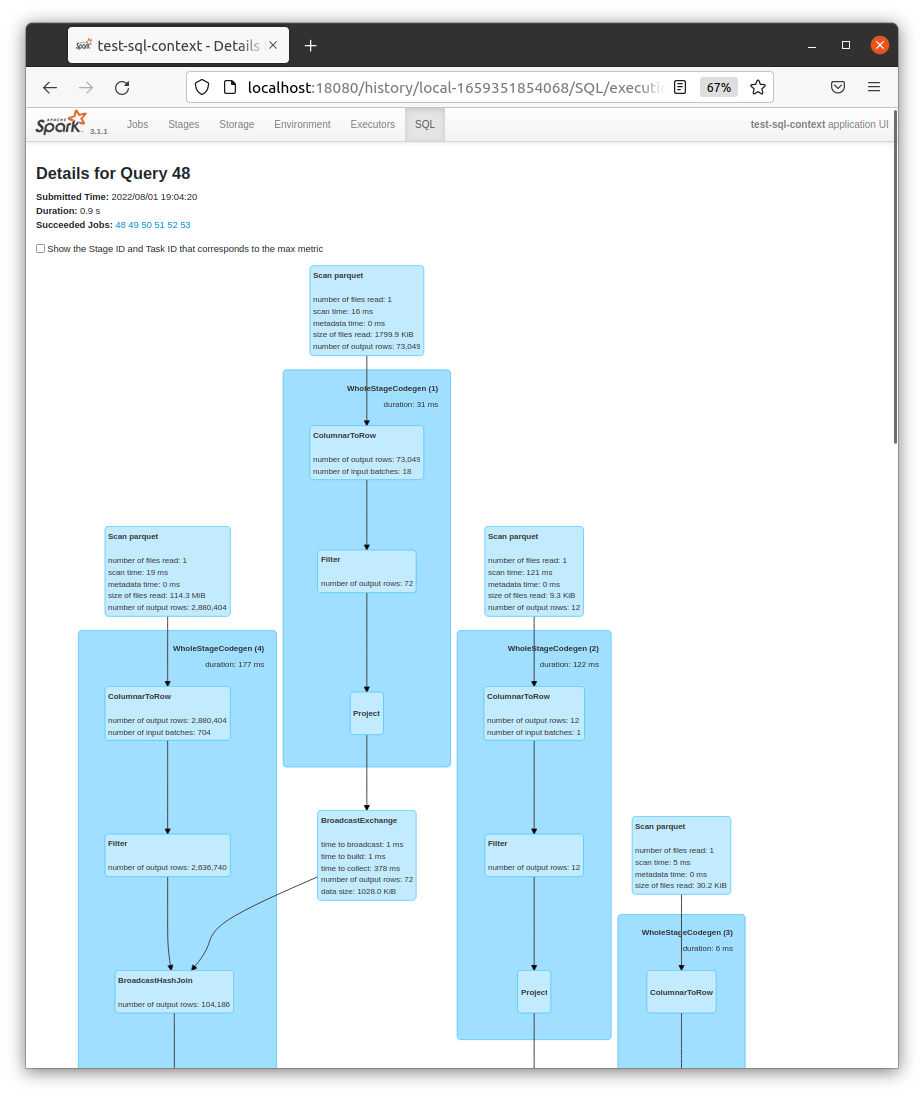 test-sql-context - Details
localhost:18080/history/local-1659351854068/SQL/executi
67%
APACHE
Spark 3.1.1
Jobs
Stages
Storage
Environment
Executors
SQL
test-sql-context application UI
Details for Query 48
Submitted Time: 2022/08/01 19:04:20
Duration: 0.9 s
Succeeded Jobs: 48 49 50 51 52 53
Show the Stage ID and Task ID that corresponds to the max metric
Scan parquet
number of files read: 1
scan time: 16 ms
metadata time: 0 ms
size of files read: 1799.9 KiB
number of output rows: 73,049
WholeStageCodegen (1)
duration: 31 ms
ColumnarToRow
number of output rows: 73,049
number of input batches: 18
Filter
number of output rows: 72
Project
BroadcastExchange
time to broadcast: 1 ms
time to build: 1 ms
time to collect: 378 ms
number of output rows: 72
data size: 1028.0 KiB
Scan parquet
number of files read: 1
scan time: 19 ms
metadata time: 0 ms
size of files read: 114.3 MiB
number of output rows: 2,880,404
WholeStageCodegen (4)
duration: 177 ms
ColumnarToRow
number of output rows: 2,880,404
number of input batches: 704
Filter
number of output rows: 2,636,740
BroadcastHashJoin
number of output rows: 104,186
Scan parquet
number of files read: 1
scan time: 121 ms
metadata time: 0 ms
size of files read: 9.3 KiB
number of output rows: 12
WholeStageCodegen (2)
duration: 122 ms
ColumnarToRow
number of output rows: 12
number of input batches: 1
Filter
number of output rows: 12
Project
Scan parquet
number of files read: 1
scan time: 5 ms
metadata time: 0 ms
size of files read: 30.2 KiB
WholeStageCodegen (3)
duration: 6 ms
ColumnarToRow